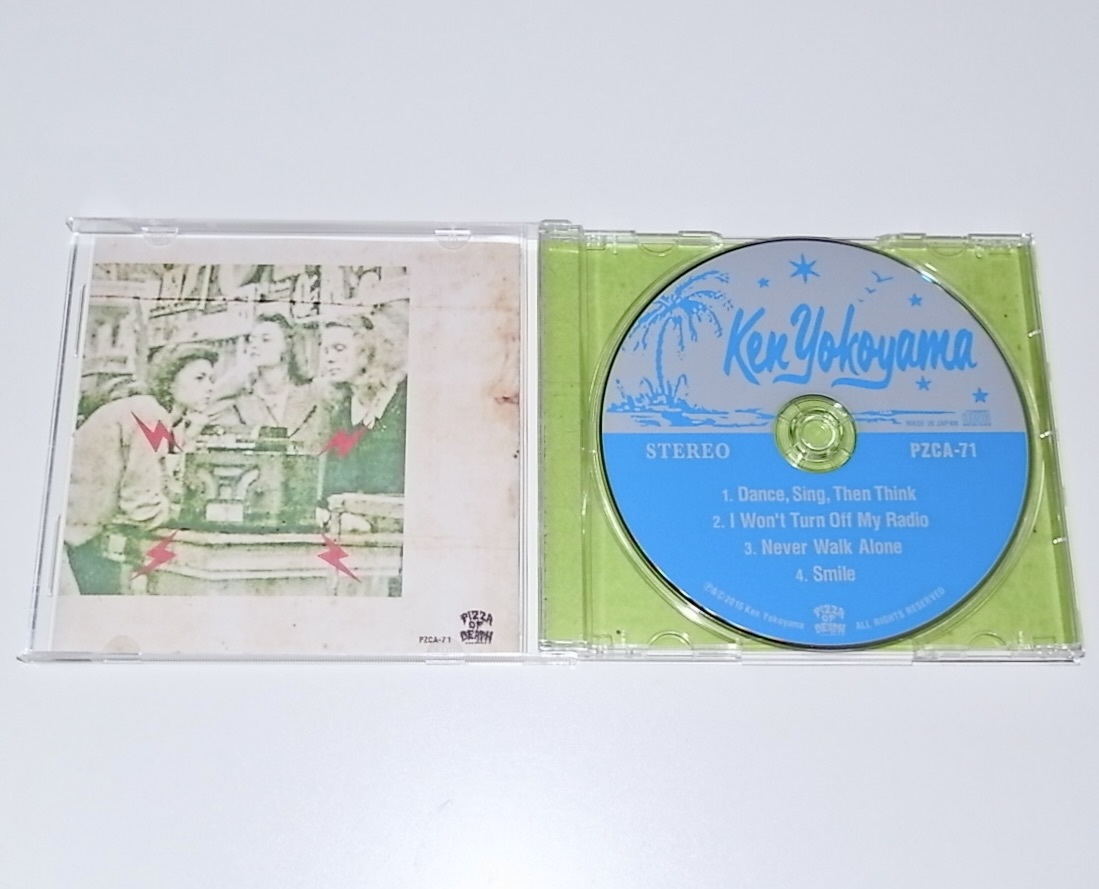 PZCA-71
PIZZA
OF
DEATH
Ken Yokoyama
MADE IN JAPAN
STEREO
PZCA-71
1. Dance, Sing, Then Think
2. I Won't Turn Off My Radio
3. Never Walk Alone
4. Smile
℗&©2015 Ken Yokoyama
PIZZA
OF
DEATH
ALL RIGHTS RESERVED